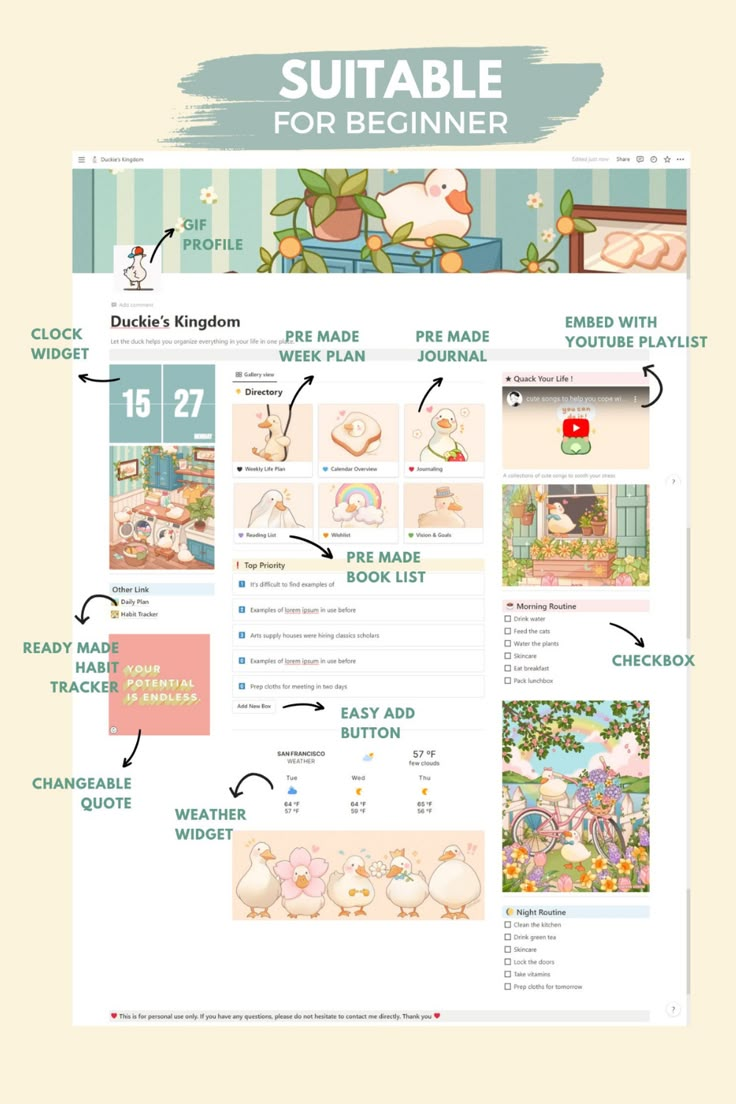 SUITABLE
FOR BEGINNER
Duckie's Kingdom
Edited just now Share
GIF
PROFILE
Add comment
Duckie's Kingdom
Let the duck helps you organize everything in your life in one place.
CLOCK
WIDGET
PRE MADE
WEEK PLAN
PRE MADE
JOURNAL
EMBED WITH
YOUTUBE PLAYLIST
15 27
MONDAY
Gallery view
Directory
Weekly Life Plan
Calendar Overview
Journaling
Reading List
Wishlist
Vision & Goals
PRE MADE
BOOK LIST
★ Quack Your Life !
cute songs to help you cope wi...
you can
do it!
A collections of cute songs to sooth your stress
Other Link
Daily Plan
Habit Tracker
READY MADE
HABIT
TRACKER
YOUR
POTENTIAL
IS ENDLESS.
CHANGEABLE
QUOTE
Top Priority
1 It's difficult to find examples of
2 Examples of lorem ipsum in use before
3 Arts supply houses were hiring classics scholars
Examples of lorem ipsum in use before
Prep cloths for meeting in two days
Add New Box
EASY ADD
BUTTON
SAN FRANCISCO
WEATHER
57 °F
few clouds
Tue Wed Thu
64 °F 64 °F 65 °F
57 °F 59 °F 56 °F
WEATHER
WIDGET
Morning Routine
Drink water
Feed the cats
Water the plants
Skincare
Eat breakfast
Pack lunchbox
CHECKBOX
Night Routine
Clean the kitchen
Drink green tea
Skincare
Lock the doors
Take vitamins
Prep cloths for tomorrow
This is for personal use only. If you have any questions, please do not hesitate to contact me directly. Thank you
?
?